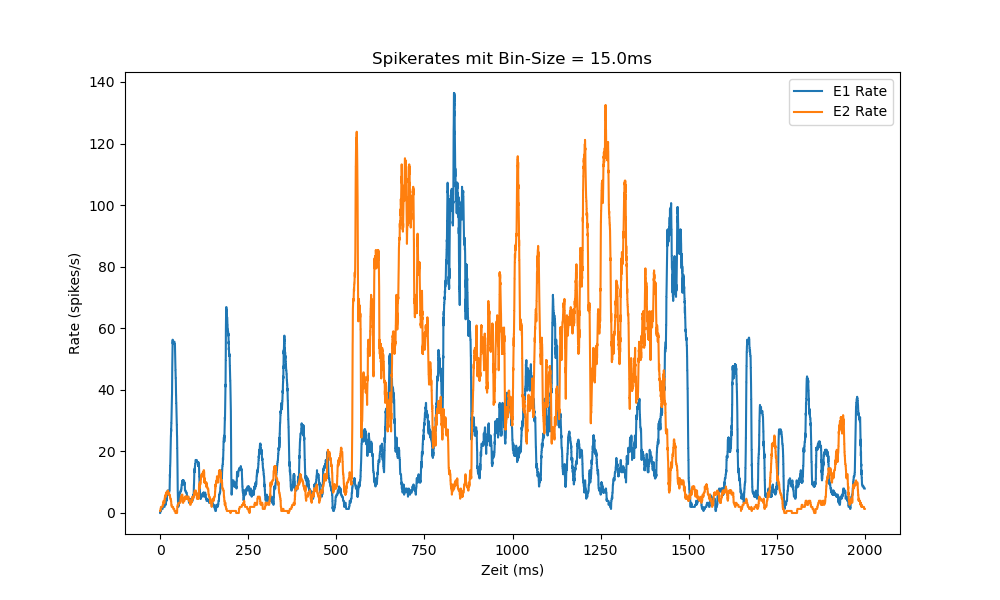 Spikerates mit Bin-Size = 15.0ms
E1 Rate
E2 Rate
140
120
100
80
60
40
20
0
Rate (spikes/s)
0 250 500 750 1000 1250 1500 1750 2000
Zeit (ms)